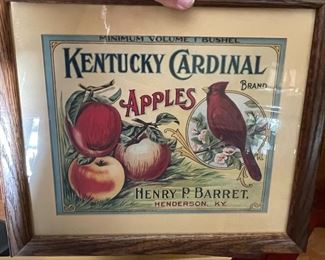 MINIMUM VOLUME 1 BUSHEL
KENTUCKY CARDINAL
BRAND
APPLES
HENRY P. BARRET,
HENDERSON, KY.